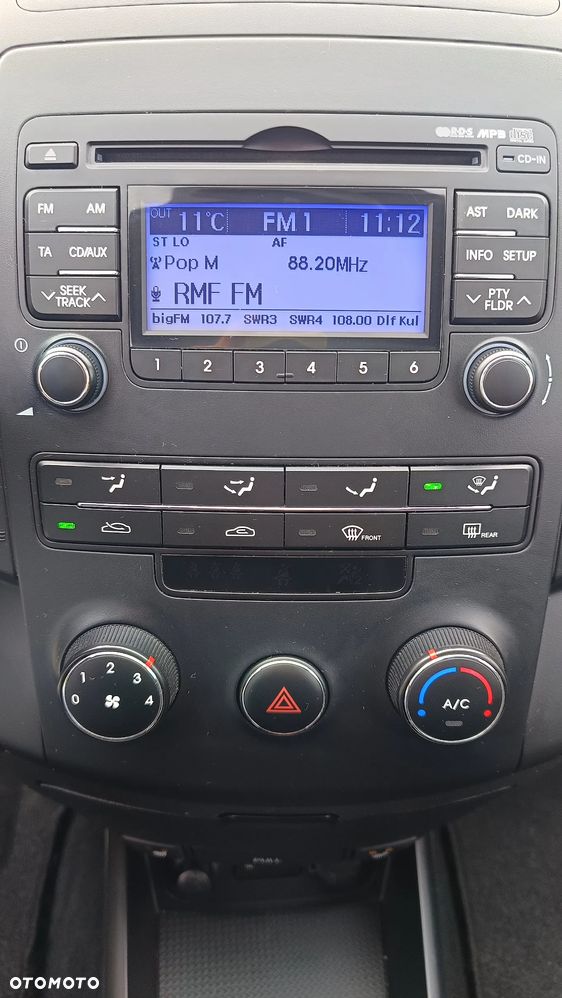 RDS MP3
CD-IN
FM AM
AST DARK
OUT 11°C FM1 11:12
ST LO AF
Pop M 88.20MHz
RMF FM
bigFM 107.7 SWR3 SWR4 108.00 Dlf Kul
TA CD/AUX
INFO SETUP
SEEK
TRACK
PTY
FLDR
1 2 3 4 5 6
FRONT
REAR
0 1 2 3 4
A/C
OTOMOTO